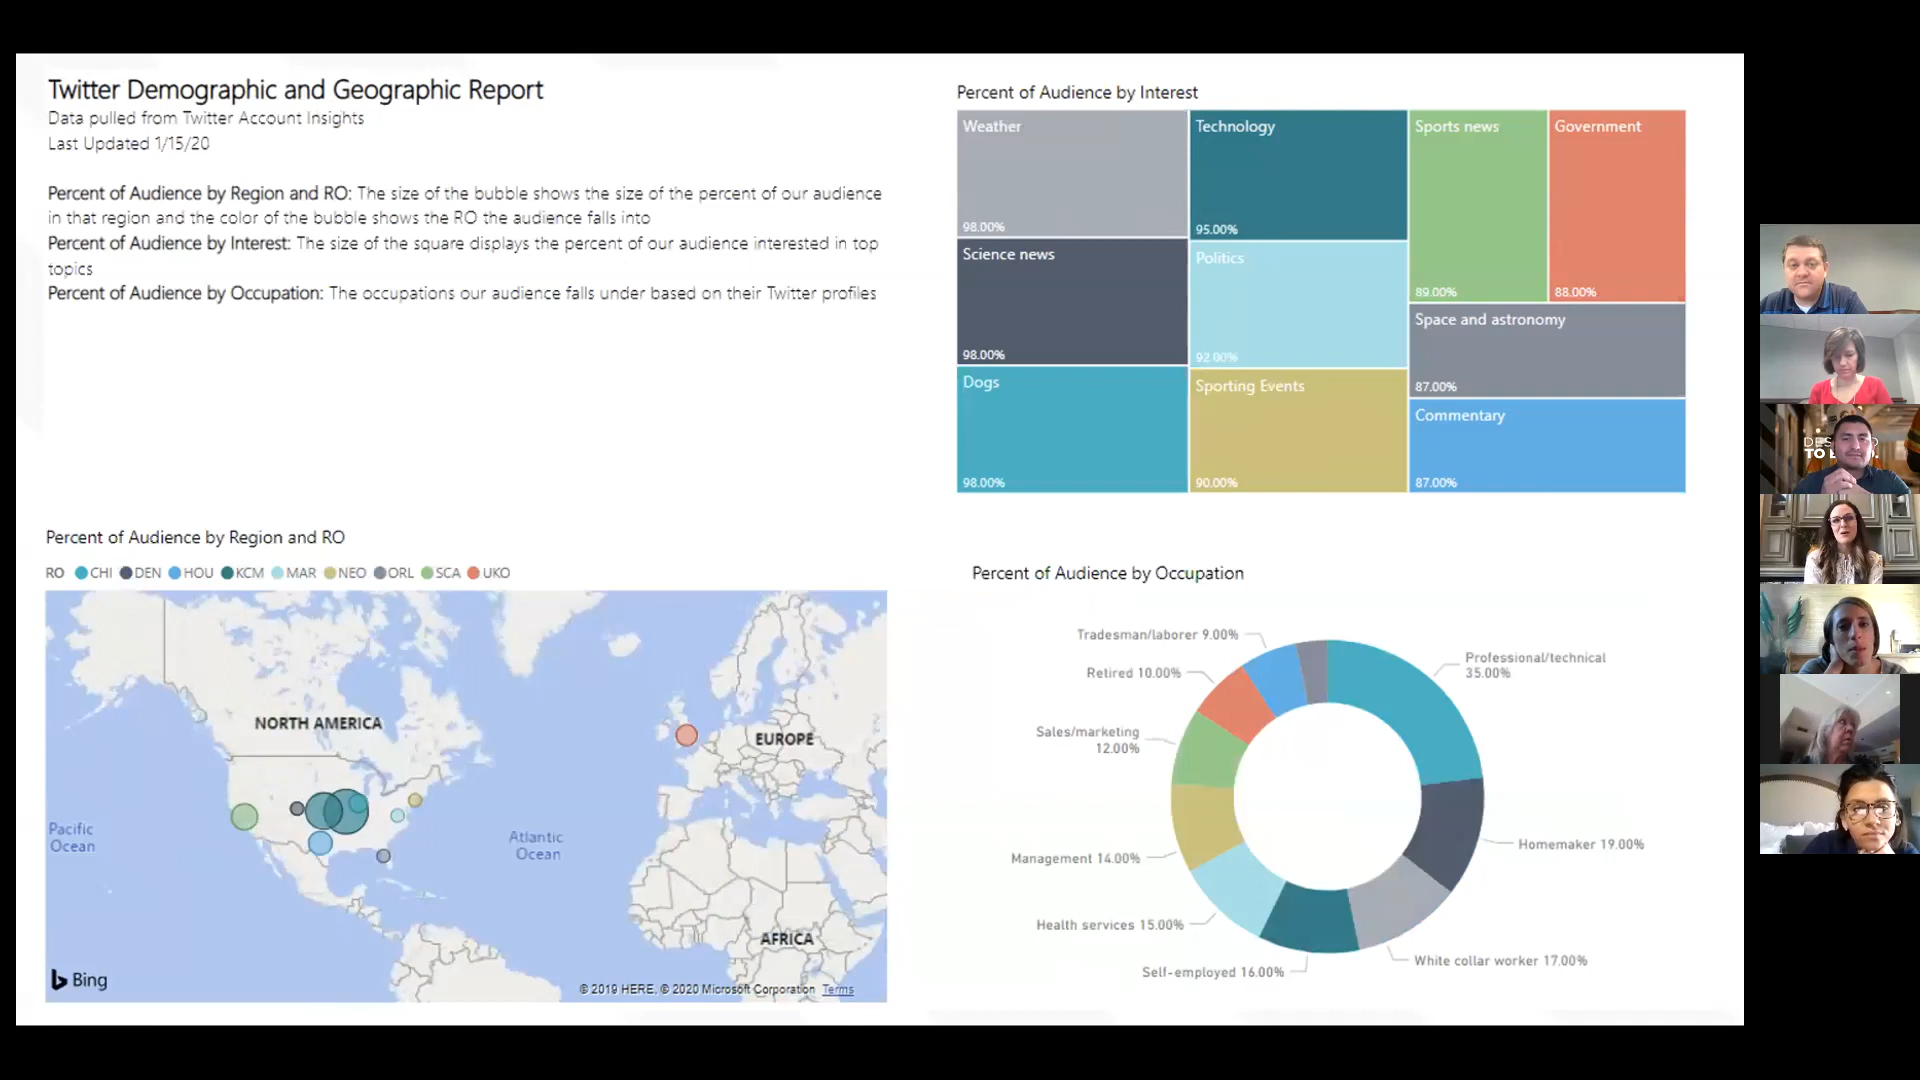 Twitter Demographic and Geographic Report
Data pulled from Twitter Account Insights
Last Updated 1/15/20
Percent of Audience by Region and RO: The size of the bubble shows the size of the percent of our audience
in that region and the color of the bubble shows the RO the audience falls into
Percent of Audience by Interest: The size of the square displays the percent of our audience interested in top
topics
Percent of Audience by Occupation: The occupations our audience falls under based on their Twitter profiles
Percent of Audience by Interest
Weather
98.00%
Science news
98.00%
Dogs
98.00%
Technology
95.00%
Politics
92.00%
Sporting Events
90.00%
Sports news
89.00%
Government
88.00%
Space and astronomy
87.00%
Commentary
87.00%
Percent of Audience by Region and RO
RO CHI DEN HOU KCM MAR NEO ORL SCA UKO
NORTH AMERICA
EUROPE
Pacific
Ocean
Atlantic
Ocean
AFRICA
Bing
© 2019 HERE, © 2020 Microsoft Corporation Terms
Percent of Audience by Occupation
Tradesman/laborer 9.00%
Retired 10.00%
Sales/marketing
12.00%
Management 14.00%
Health services 15.00%
Self-employed 16.00%
White collar worker 17.00%
Homemaker 19.00%
Professional/technical
35.00%